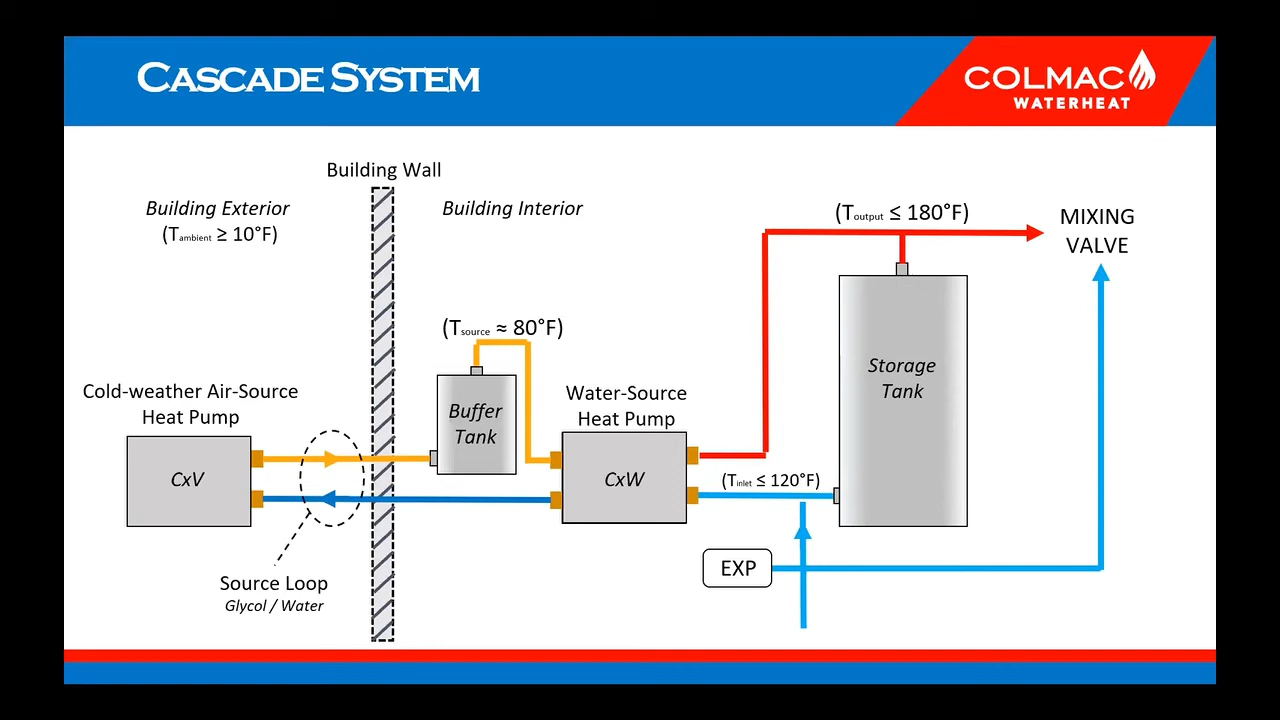 CASCADE SYSTEM
COLMAC
WATERHEAT
Building Wall
Building Exterior
(Tambient ≥ 10°F)
Building Interior
(Toutput ≤ 180°F)
MIXING
VALVE
(Tsource ≈ 80°F)
Cold-weather Air-Source
Heat Pump
Buffer
Tank
Water-Source
Heat Pump
Storage
Tank
CxV
CxW
(Tinlet ≤ 120°F)
Source Loop
Glycol / Water
EXP